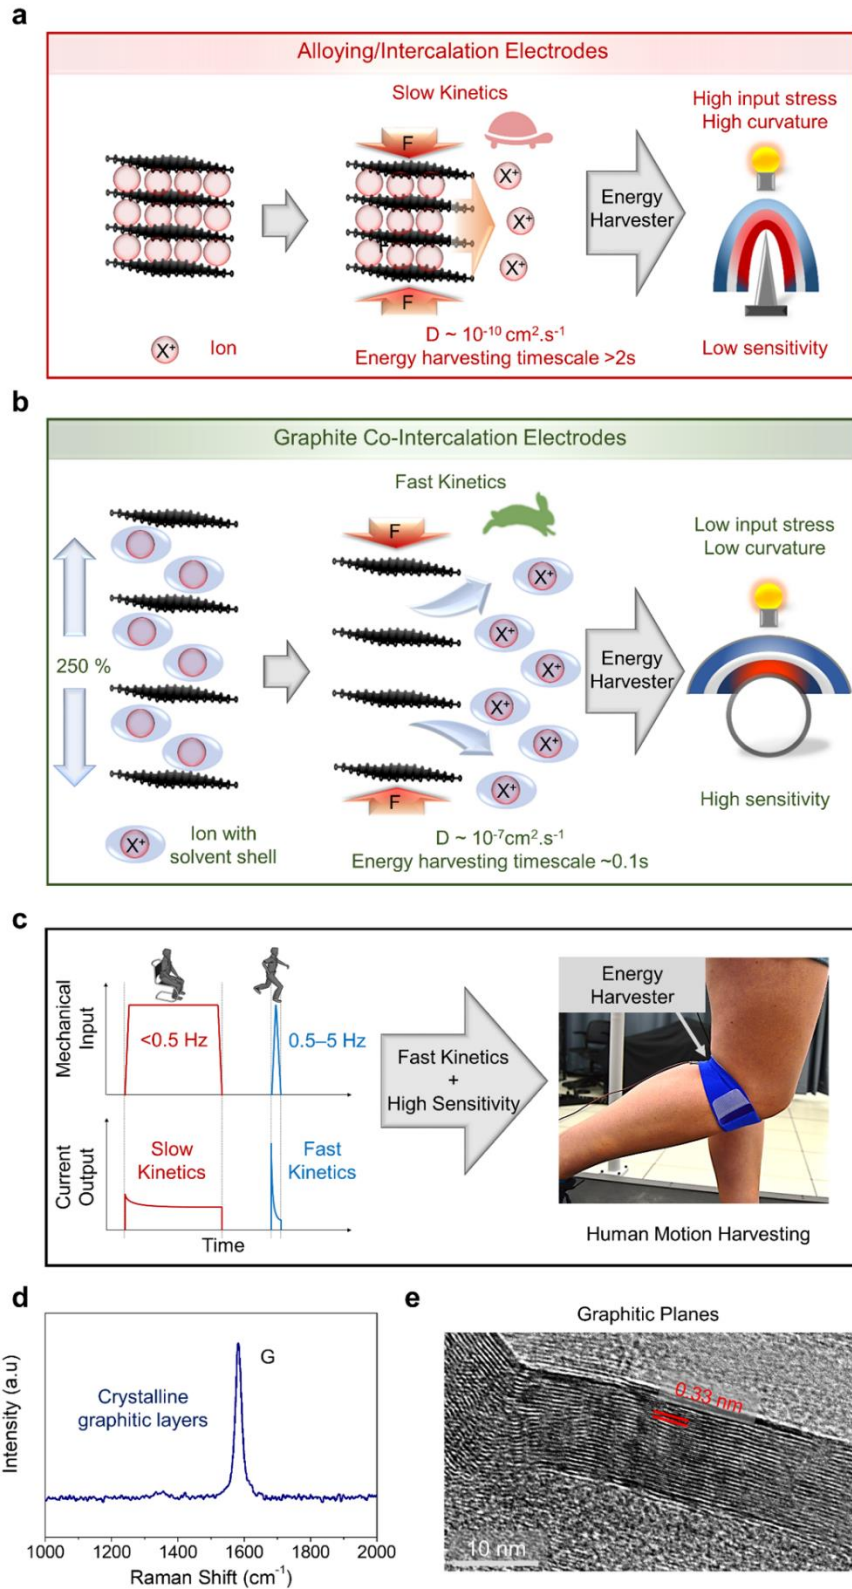 a
Alloying/Intercalation Electrodes
Slow Kinetics
High input stress
High curvature
F
X⁺
X⁺
X⁺
Energy
Harvester
F
X⁺
Ion
D ~ 10⁻¹⁰ cm².s⁻¹
Energy harvesting timescale >2s
Low sensitivity
b
Graphite Co-Intercalation Electrodes
Fast Kinetics
Low input stress
Low curvature
F
X⁺
X⁺
X⁺
X⁺
X⁺
X⁺
250 %
Energy
Harvester
F
High sensitivity
X⁺
Ion with
solvent shell
D ~ 10⁻⁷cm².s⁻¹
Energy harvesting timescale ~0.1s
c
Mechanical
Input
<0.5 Hz
0.5–5 Hz
Current
Output
Slow
Kinetics
Fast
Kinetics
Time
Fast Kinetics
+
High Sensitivity
Energy
Harvester
Human Motion Harvesting
d
Intensity (a.u)
Crystalline
graphitic layers
G
1000 1200 1400 1600 1800 2000
Raman Shift (cm⁻¹)
e
Graphitic Planes
0.33 nm
10 nm